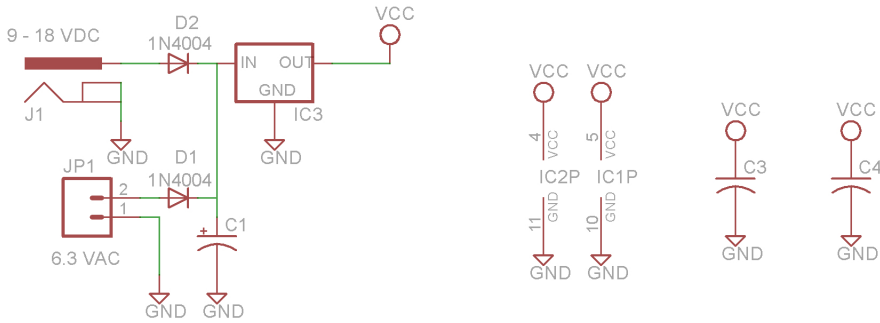 9 - 18 VDC
D2
1N4004
VCC
IN
OUT
GND
IC3
J1
GND
GND
JP1
D1
1N4004
2
1
C1
+
6.3 VAC
GND
GND
VCC
VCC
4
VCC
5
VCC
IC2P
IC1P
11
GND
10
GND
GND
GND
VCC
C3
GND
VCC
C4
GND